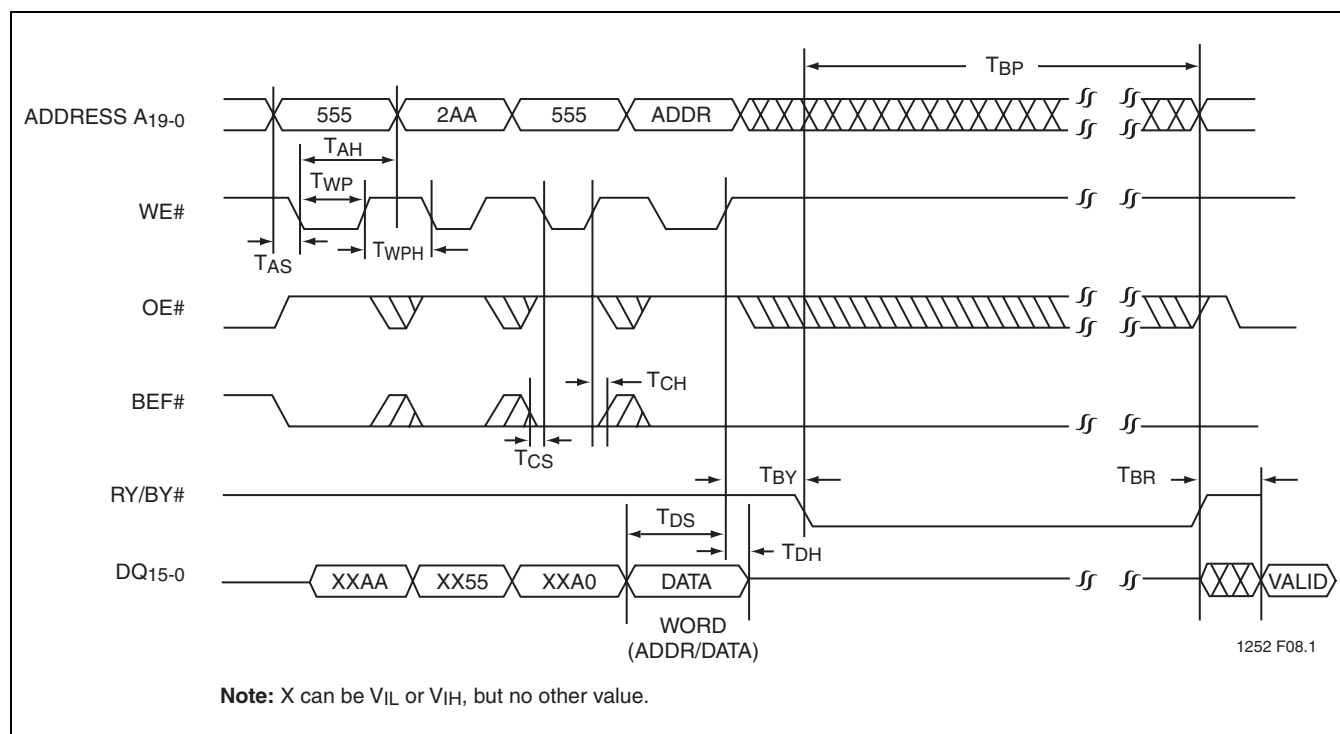 TBP
ADDRESS A19-0
555
2AA
555
ADDR
TAH
TWP
WE#
TWPH
TAS
OE#
TCH
BEF#
TCS
TBY
TBR
RY/BY#
TDS
TDH
DQ15-0
XXAA
XX55
XXA0
DATA
VALID
WORD
(ADDR/DATA)
1252 F08.1
Note: X can be VIL or VIH, but no other value.